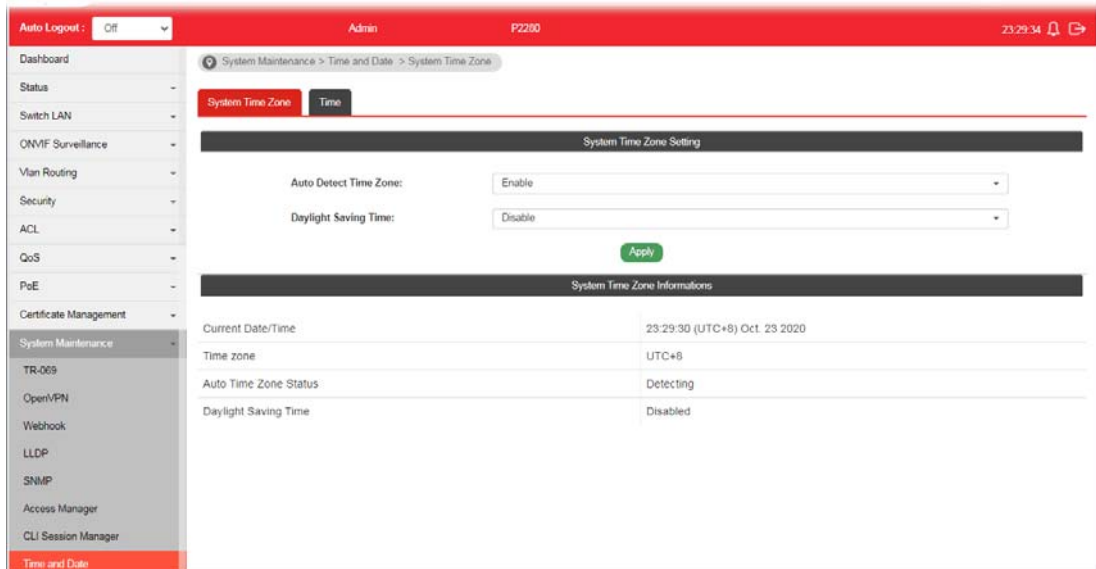 Auto Logout : Off Admin P2280 23:29:34
Dashboard
Status
Switch LAN
ONVIF Surveillance
Vlan Routing
Security
ACL
QoS
PoE
Certificate Management
System Maintenance
TR-069
OpenVPN
Webhook
LLDP
SNMP
Access Manager
CLI Session Manager
Time and Date
System Maintenance > Time and Date > System Time Zone
System Time Zone Time
System Time Zone Setting
Auto Detect Time Zone: Enable
Daylight Saving Time: Disable
Apply
System Time Zone Informations
Current Date/Time 23:29:30 (UTC+8) Oct. 23 2020
Time zone UTC+8
Auto Time Zone Status Detecting
Daylight Saving Time Disabled